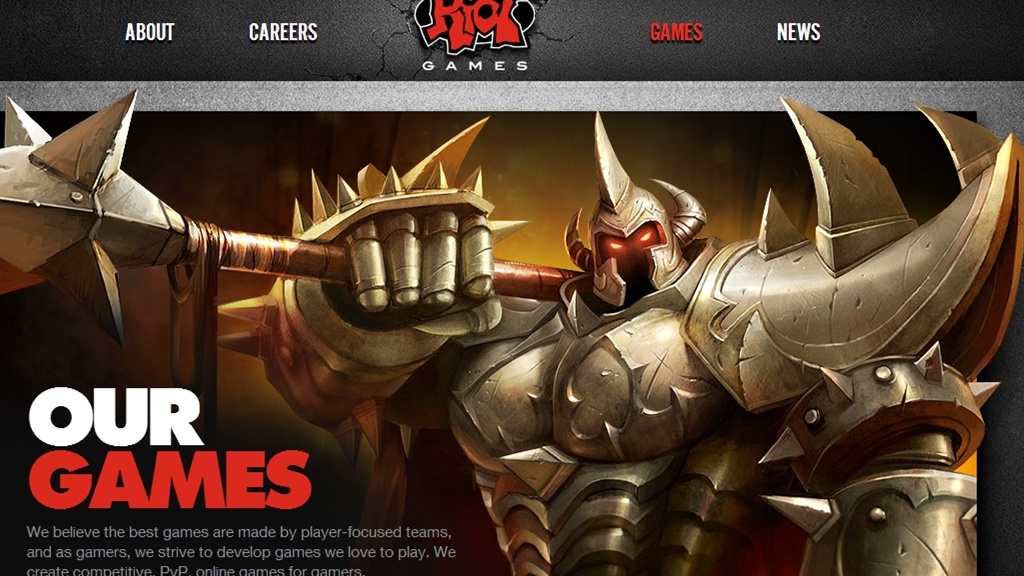 ABOUT CAREERS RIOT GAMES GAMES NEWS
OUR
GAMES
We believe the best games are made by player-focused teams,
and as gamers, we strive to develop games we love to play. We
create competitive, PvP, online games for gamers.